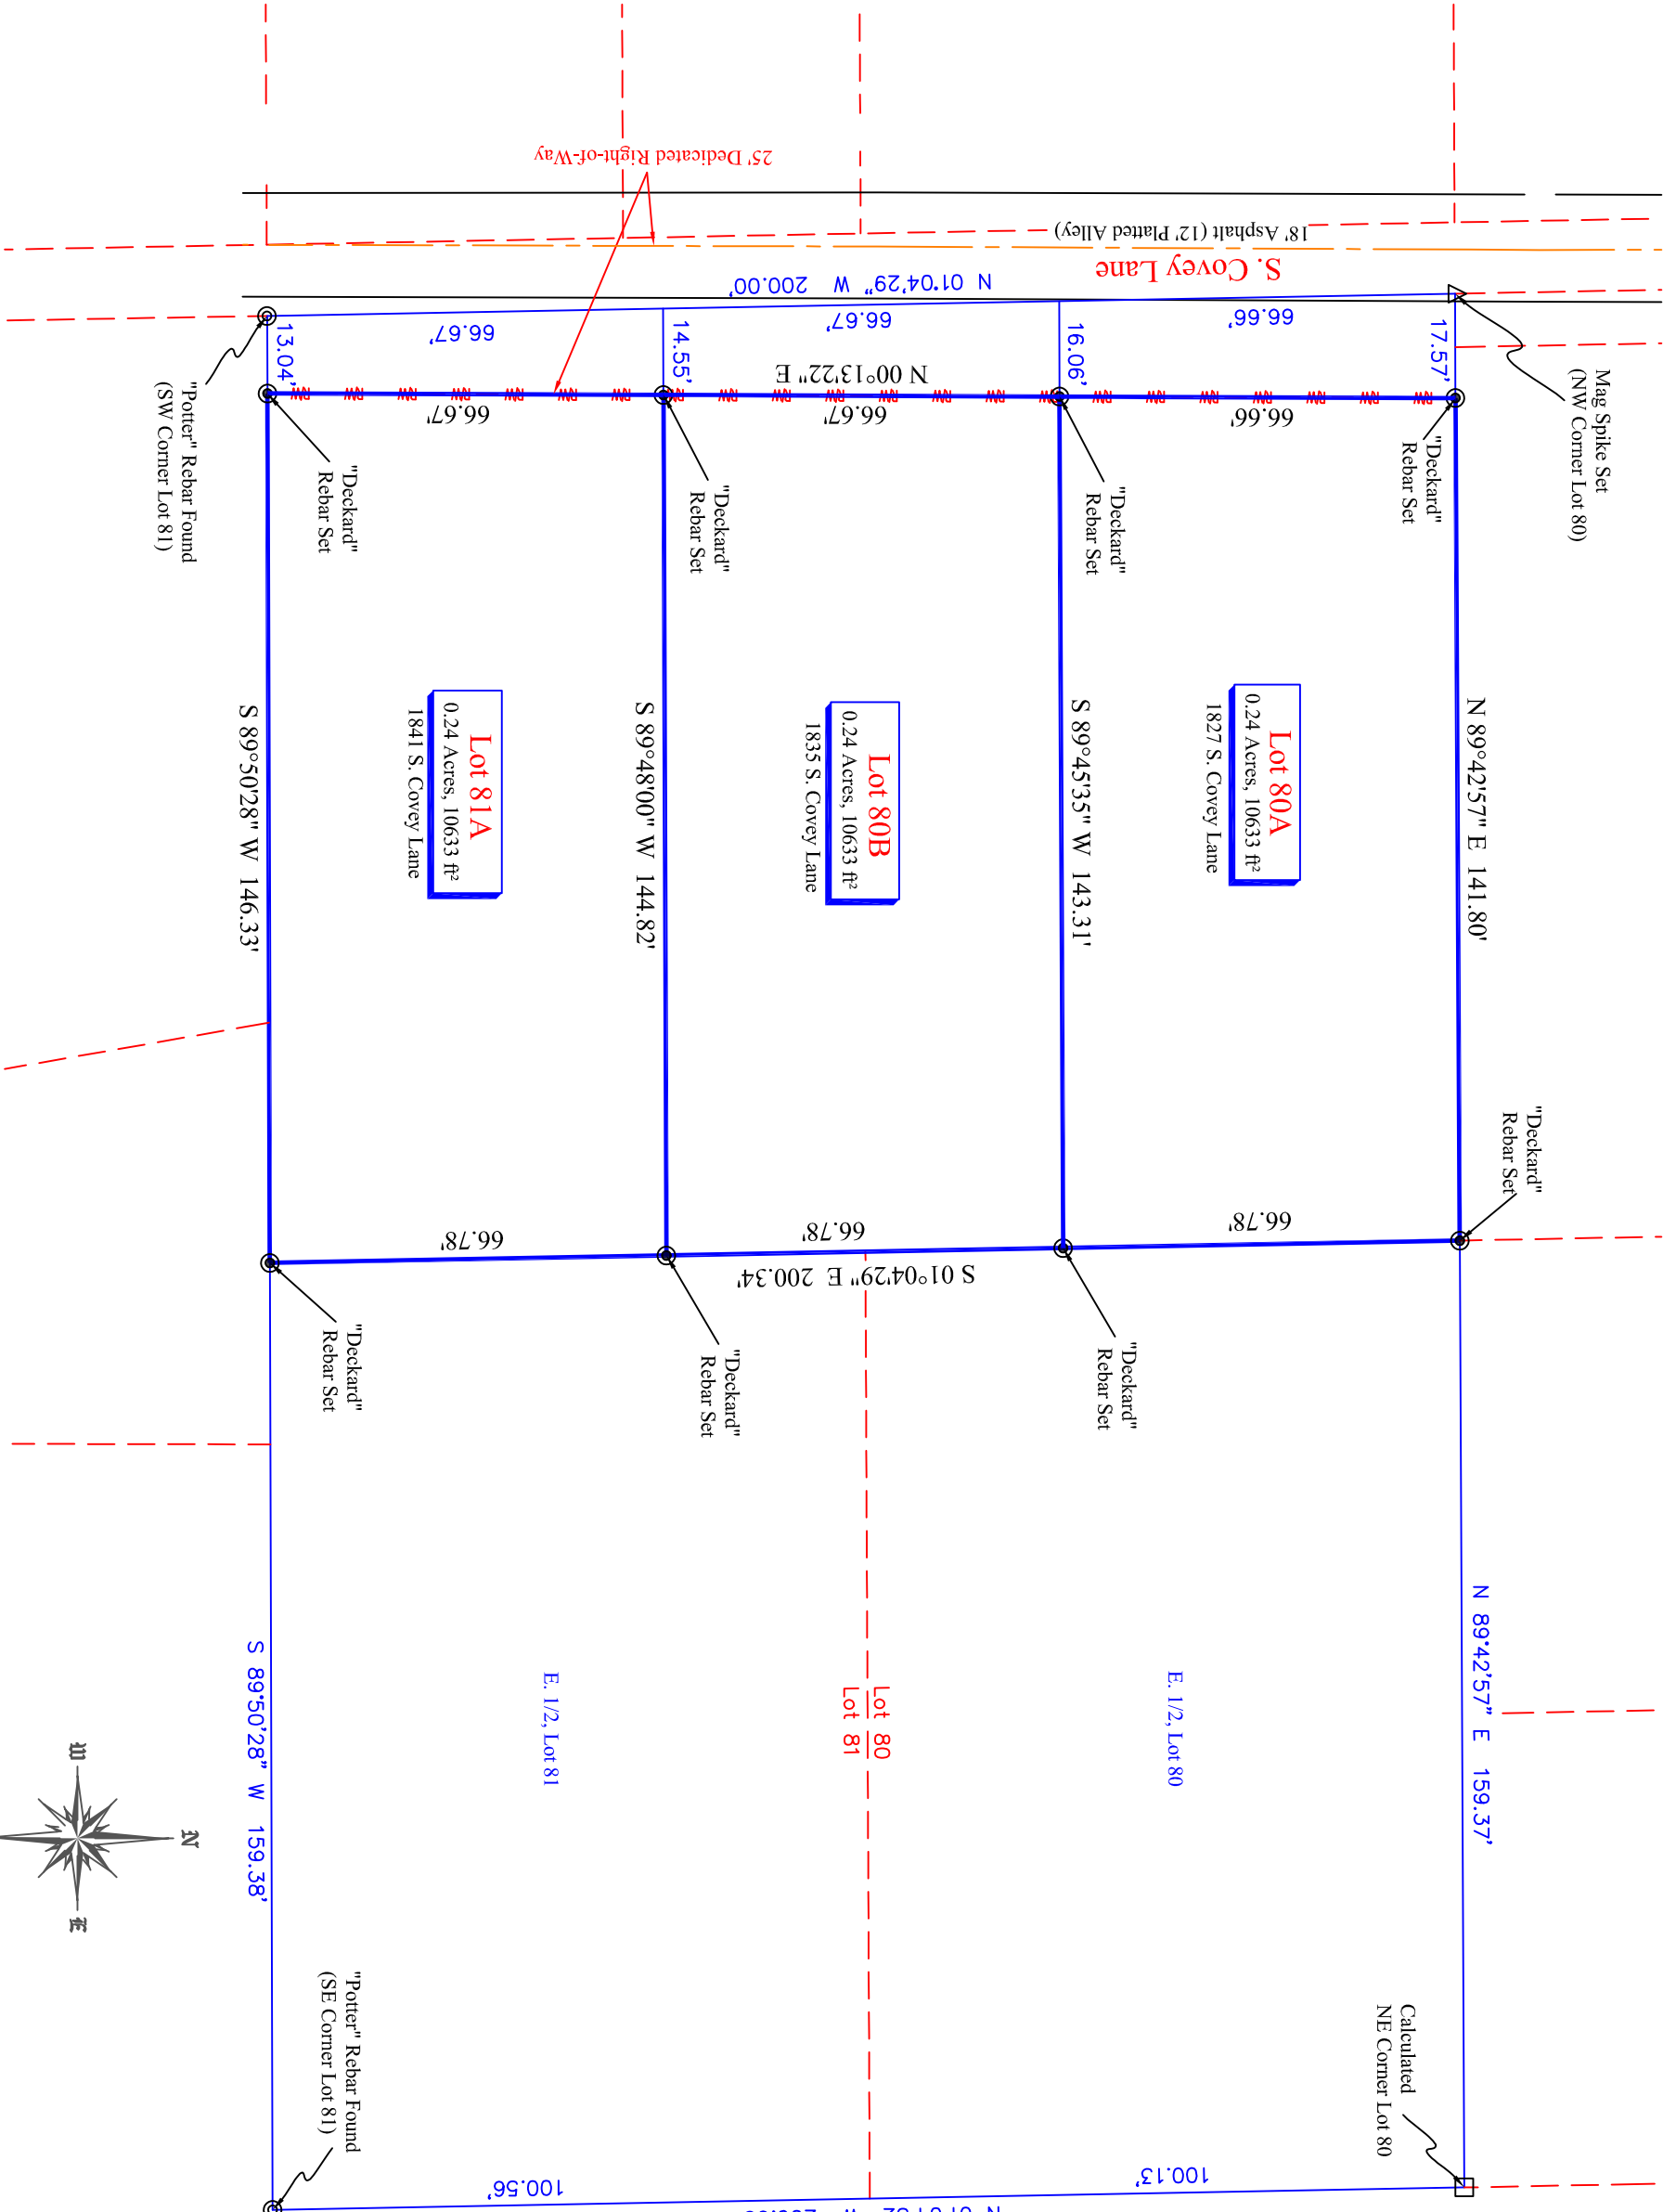 Mag Spike Set
(NW Corner Lot 80)
"Deckard"
Rebar Set
N 89°42'57" E 141.80'
"Deckard"
Rebar Set
N 89°42'57" E 159.37'
Calculated
NE Corner Lot 80
17.57'
66.66'
66.66'
Lot 80A
0.24 Acres, 10633 ft²
1827 S. Covey Lane
66.78'
E. 1/2, Lot 80
100.13'
18' Asphalt (12' Platted Alley)
S. Covey Lane
16.06'
"Deckard"
Rebar Set
S 89°45'35" W 143.31'
"Deckard"
Rebar Set
N 01°04'29" W 200.00'
66.67'
N 00°13'22" E
66.67'
Lot 80B
0.24 Acres, 10633 ft²
1835 S. Covey Lane
66.78'
S 01°04'29" E 200.34'
Lot 80
Lot 81
25' Dedicated Right-of-Way
14.55'
"Deckard"
Rebar Set
S 89°48'00" W 144.82'
"Deckard"
Rebar Set
66.67'
66.67'
Lot 81A
0.24 Acres, 10633 ft²
1841 S. Covey Lane
66.78'
E. 1/2, Lot 81
100.56'
13.04'
"Deckard"
Rebar Set
"Potter" Rebar Found
(SW Corner Lot 81)
S 89°50'28" W 146.33'
"Deckard"
Rebar Set
S 89°50'28" W 159.38'
"Potter" Rebar Found
(SE Corner Lot 81)
N
W
E